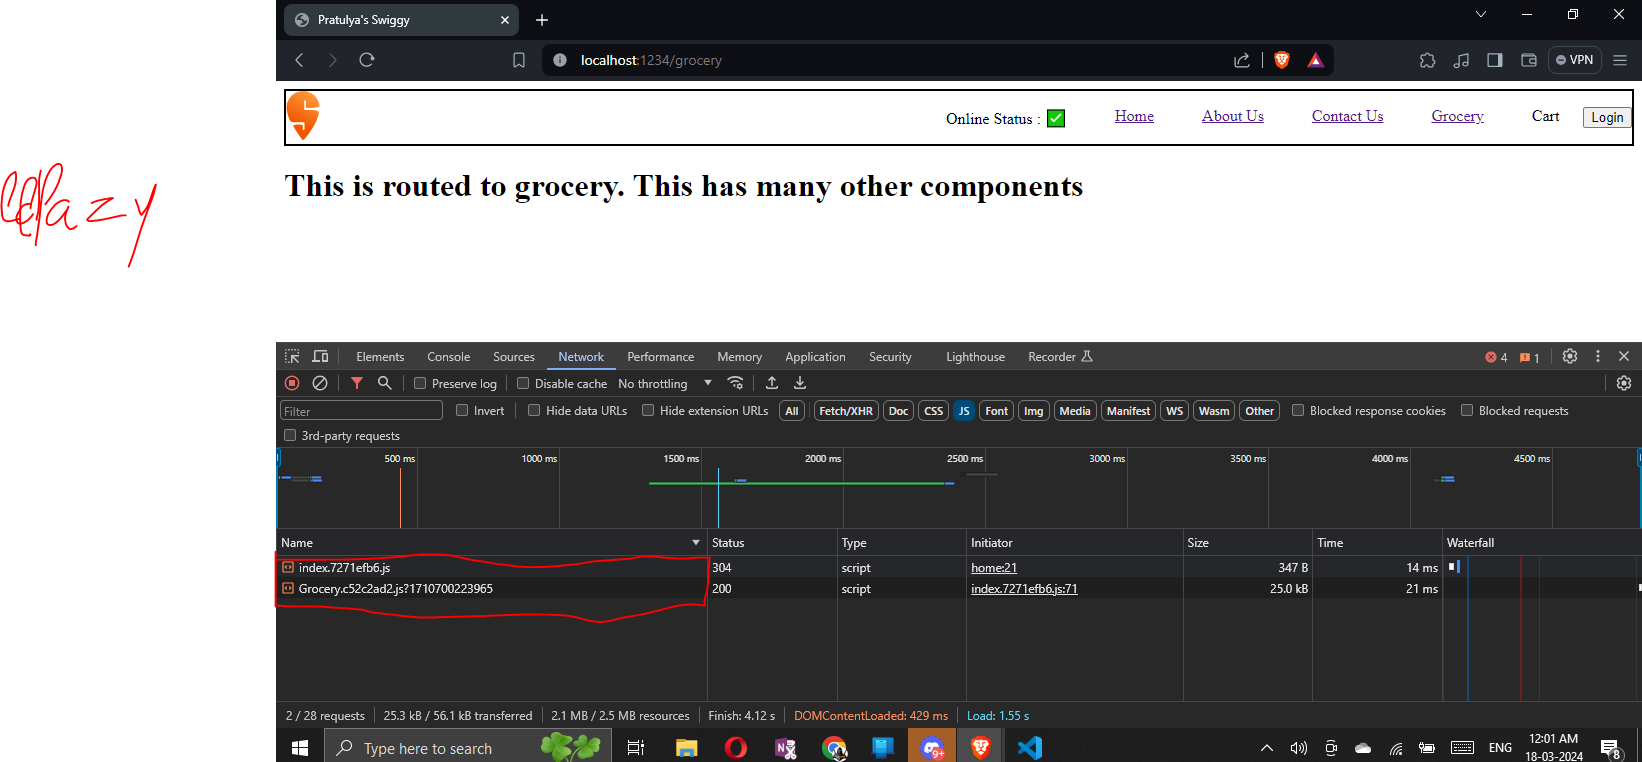 Pratulya's Swiggy
localhost:1234/grocery
VPN
Online Status : ✅ Home About Us Contact Us Grocery Cart Login
This is routed to grocery. This has many other components
Elements Console Sources Network Performance Memory Application Security Lighthouse Recorder 4 1
Preserve log Disable cache No throttling
Filter Invert Hide data URLs Hide extension URLs All Fetch/XHR Doc CSS JS Font Img Media Manifest WS Wasm Other Blocked response cookies Blocked requests
3rd-party requests
500 ms 1000 ms 1500 ms 2000 ms 2500 ms 3000 ms 3500 ms 4000 ms 4500 ms
Name Status Type Initiator Size Time Waterfall
index.7271efb6.js 304 script home:21 347 B 14 ms
Grocery.c52c2ad2.js?1710700223965 200 script index.7271efb6.js:71 25.0 kB 21 ms
2 / 28 requests 25.3 kB / 56.1 kB transferred 2.1 MB / 2.5 MB resources Finish: 4.12 s DOMContentLoaded: 429 ms Load: 1.55 s
Type here to search 9+ ENG 12:01 AM
18-03-2024 8